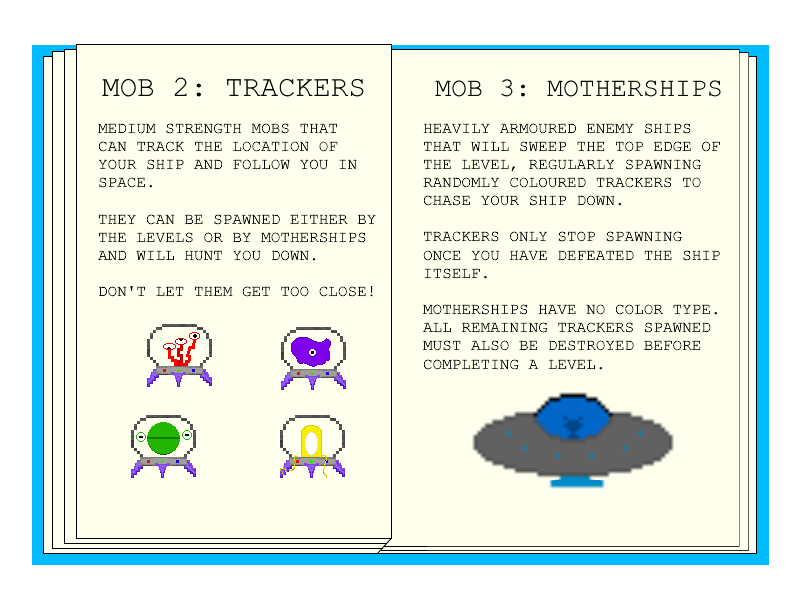 MOB 2: TRACKERS
MEDIUM STRENGTH MOBS THAT
CAN TRACK THE LOCATION OF
YOUR SHIP AND FOLLOW YOU IN
SPACE.
THEY CAN BE SPAWNED EITHER BY
THE LEVELS OR BY MOTHERSHIPS
AND WILL HUNT YOU DOWN.
DON'T LET THEM GET TOO CLOSE!
MOB 3: MOTHERSHIPS
HEAVILY ARMOURED ENEMY SHIPS
THAT WILL SWEEP THE TOP EDGE OF
THE LEVEL, REGULARLY SPAWNING
RANDOMLY COLOURED TRACKERS TO
CHASE YOUR SHIP DOWN.
TRACKERS ONLY STOP SPAWNING
ONCE YOU HAVE DEFEATED THE SHIP
ITSELF.
MOTHERSHIPS HAVE NO COLOR TYPE.
ALL REMAINING TRACKERS SPAWNED
MUST ALSO BE DESTROYED BEFORE
COMPLETING A LEVEL.